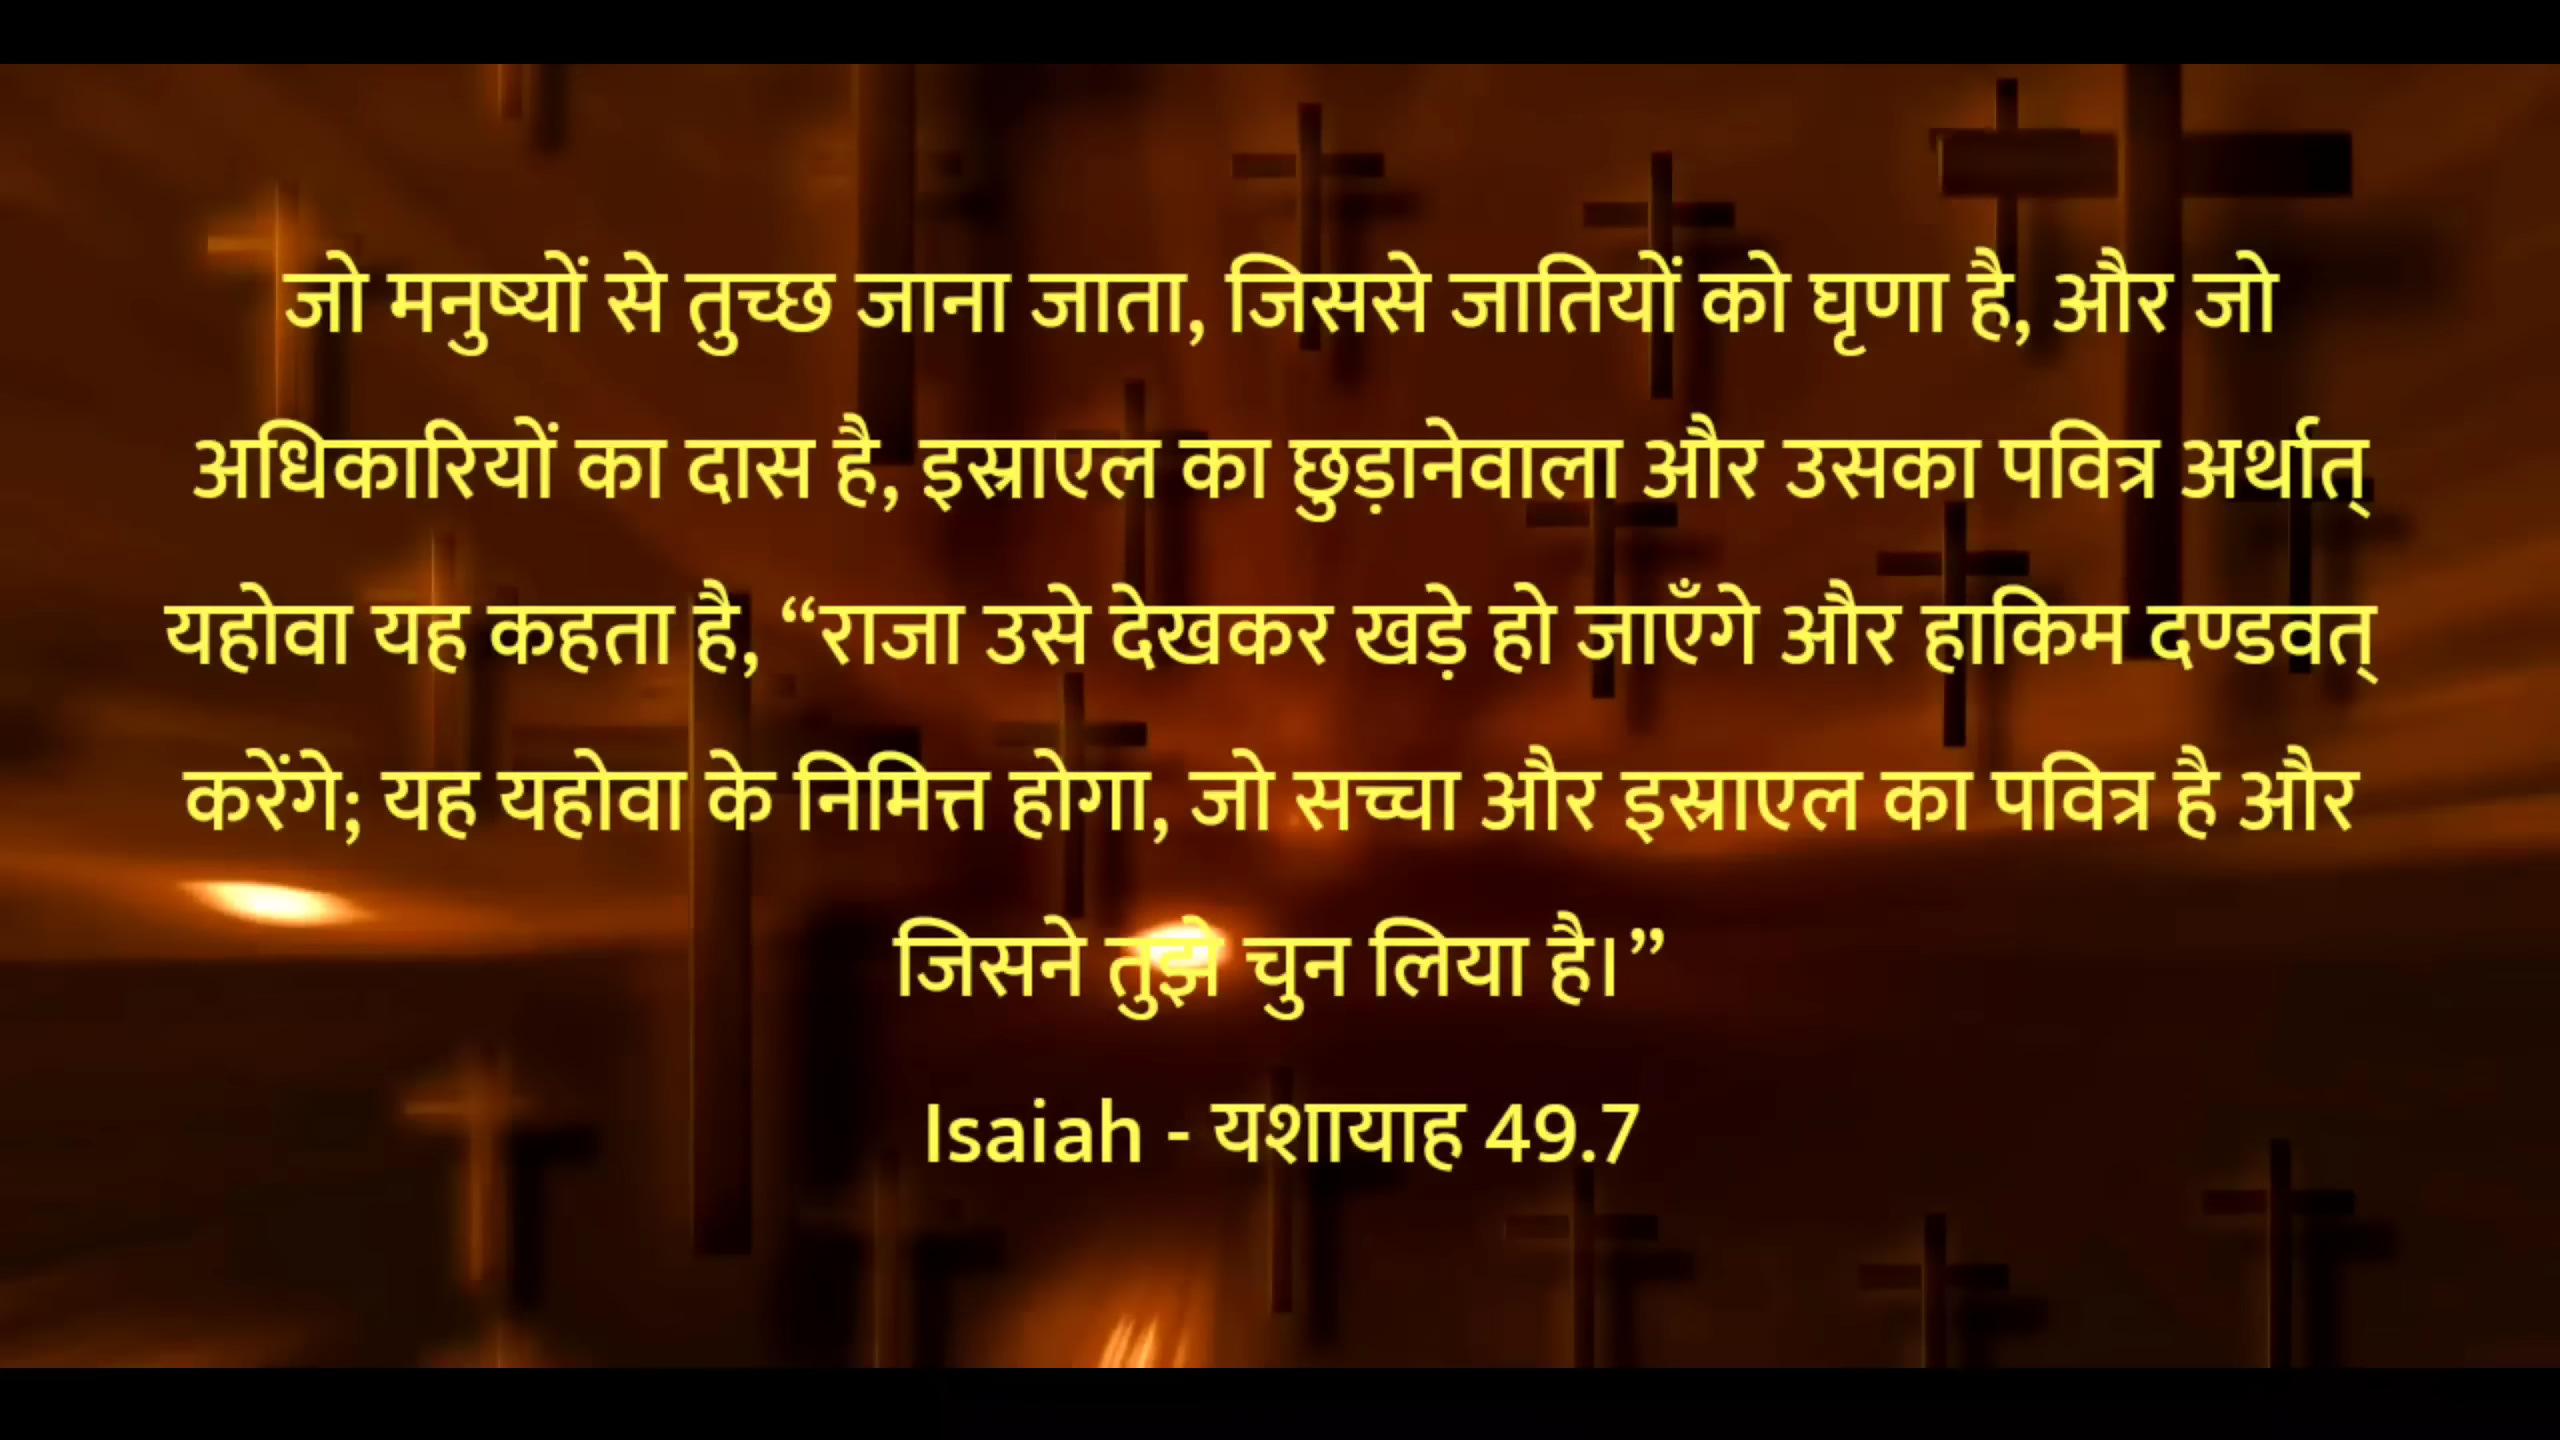 जो मनुष्यों से तुच्छ जाना जाता, जिससे जातियों को घृणा है, और जो
अधिकारियों का दास है, इस्राएल का छुड़ानेवाला और उसका पवित्र अर्थात्
यहोवा यह कहता है, “राजा उसे देखकर खड़े हो जाएँगे और हाकिम दण्डवत्
करेंगे; यह यहोवा के निमित्त होगा, जो सच्चा और इस्राएल का पवित्र है और
जिसने तुझे चुन लिया है।”
Isaiah - यशायाह 49.7